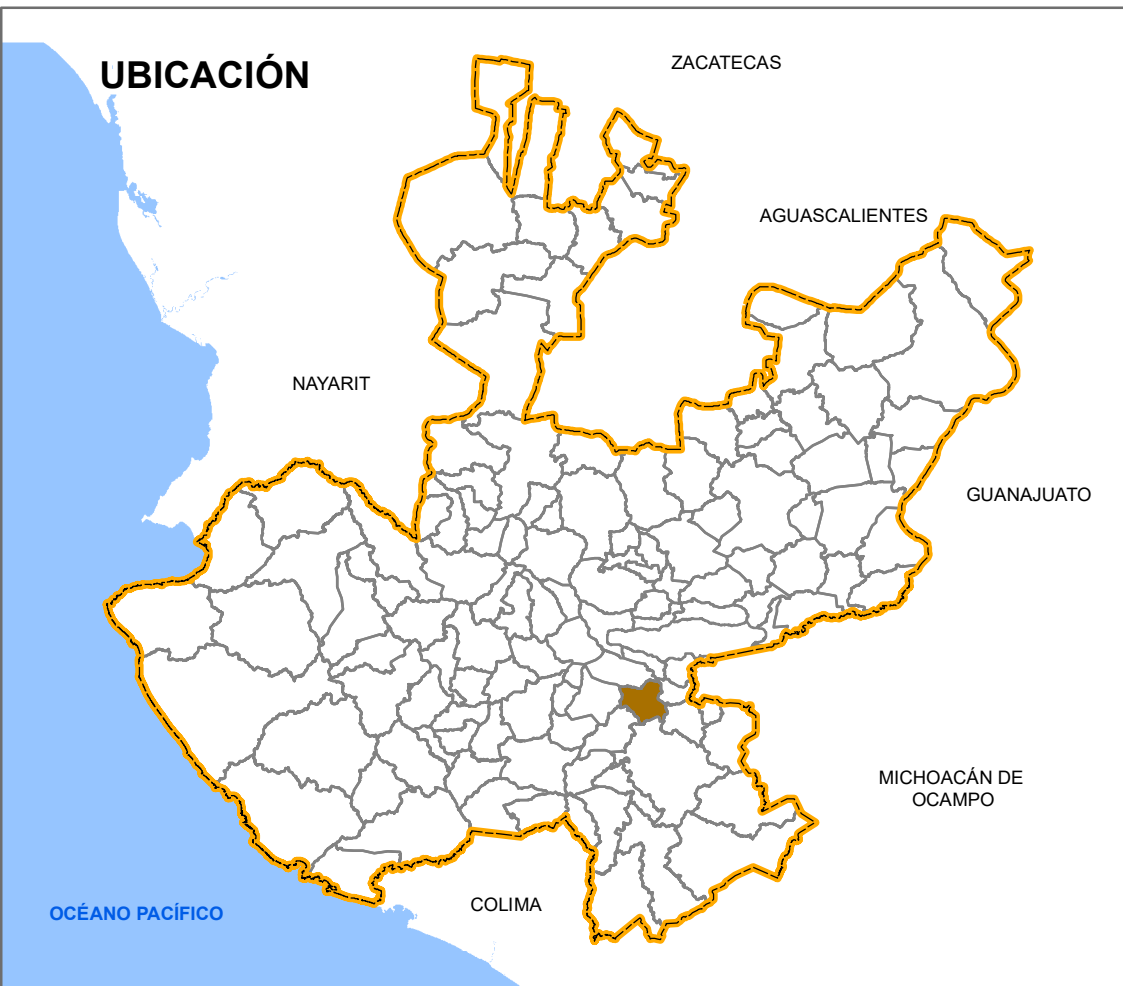 UBICACIÓN
ZACATECAS
AGUASCALIENTES
NAYARIT
GUANAJUATO
MICHOACÁN DE
OCAMPO
COLIMA
OCÉANO PACÍFICO